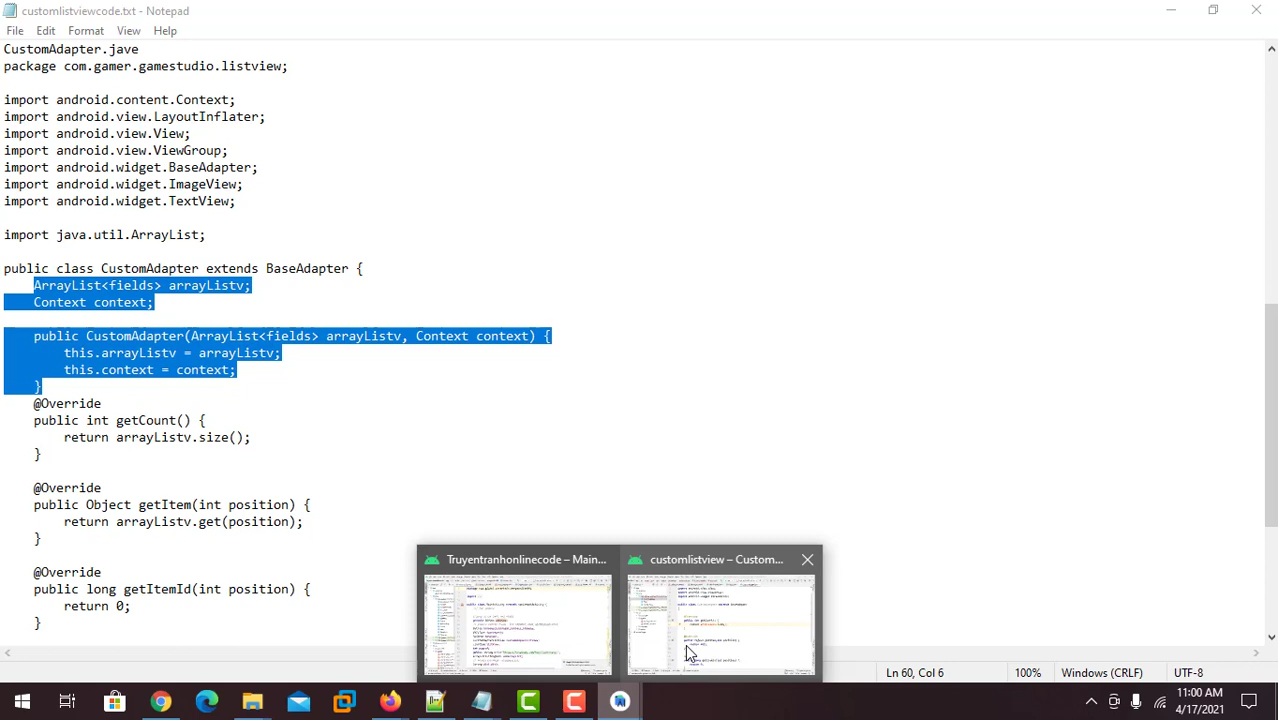 customlistviewcode.txt - Notepad
File Edit Format View Help
CustomAdapter.java
package com.gamer.gamestudio.listview;
import android.content.Context;
import android.view.LayoutInflater;
import android.view.View;
import android.view.ViewGroup;
import android.widget.BaseAdapter;
import android.widget.ImageView;
import android.widget.TextView;
import java.util.ArrayList;
public class CustomAdapter extends BaseAdapter {
ArrayList<fields> arrayListv;
Context context;
public CustomAdapter(ArrayList<fields> arrayListv, Context context) {
this.arrayListv = arrayListv;
this.context = context;
}
@Override
public int getCount() {
return arrayListv.size();
}
@Override
public Object getItem(int position) {
return arrayListv.get(position);
}
@Override
public long getItemId(int position) {
return 0;
}
Truyentranhonlinecode – Main...
customlistview – Custom...
Ln 60, Col 6 100% Windows (CRLF) UTF-8
11:00 AM
4/17/2021